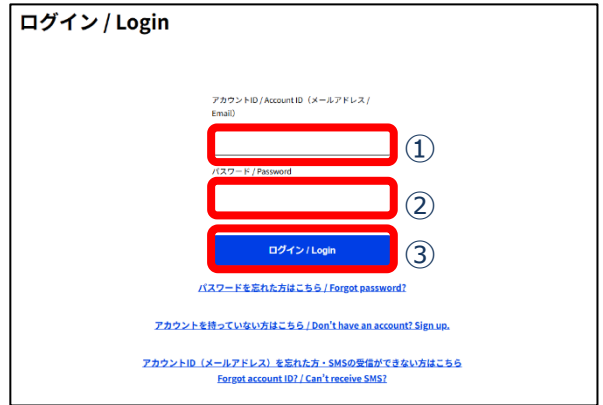 ログイン / Login
アカウントID / Account ID（メールアドレス /
Email）
①
パスワード / Password
②
ログイン / Login
③
パスワードを忘れた方はこちら / Forgot password?
アカウントを持っていない方はこちら / Don't have an account? Sign up.
アカウントID（メールアドレス）を忘れた方・SMSの受信ができない方はこちら
Forgot account ID? / Can't receive SMS?